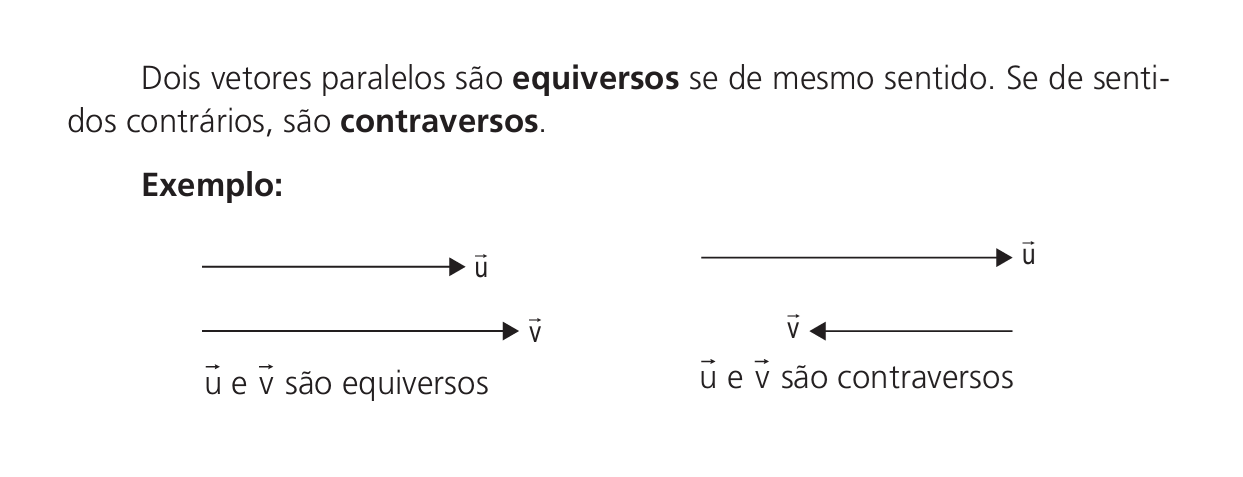 Dois vetores paralelos são equiversos se de mesmo sentido. Se de senti-
dos contrários, são contraversos.
Exemplo:
u⃗
v⃗
u⃗ e v⃗ são equiversos
u⃗
v⃗
u⃗ e v⃗ são contraversos